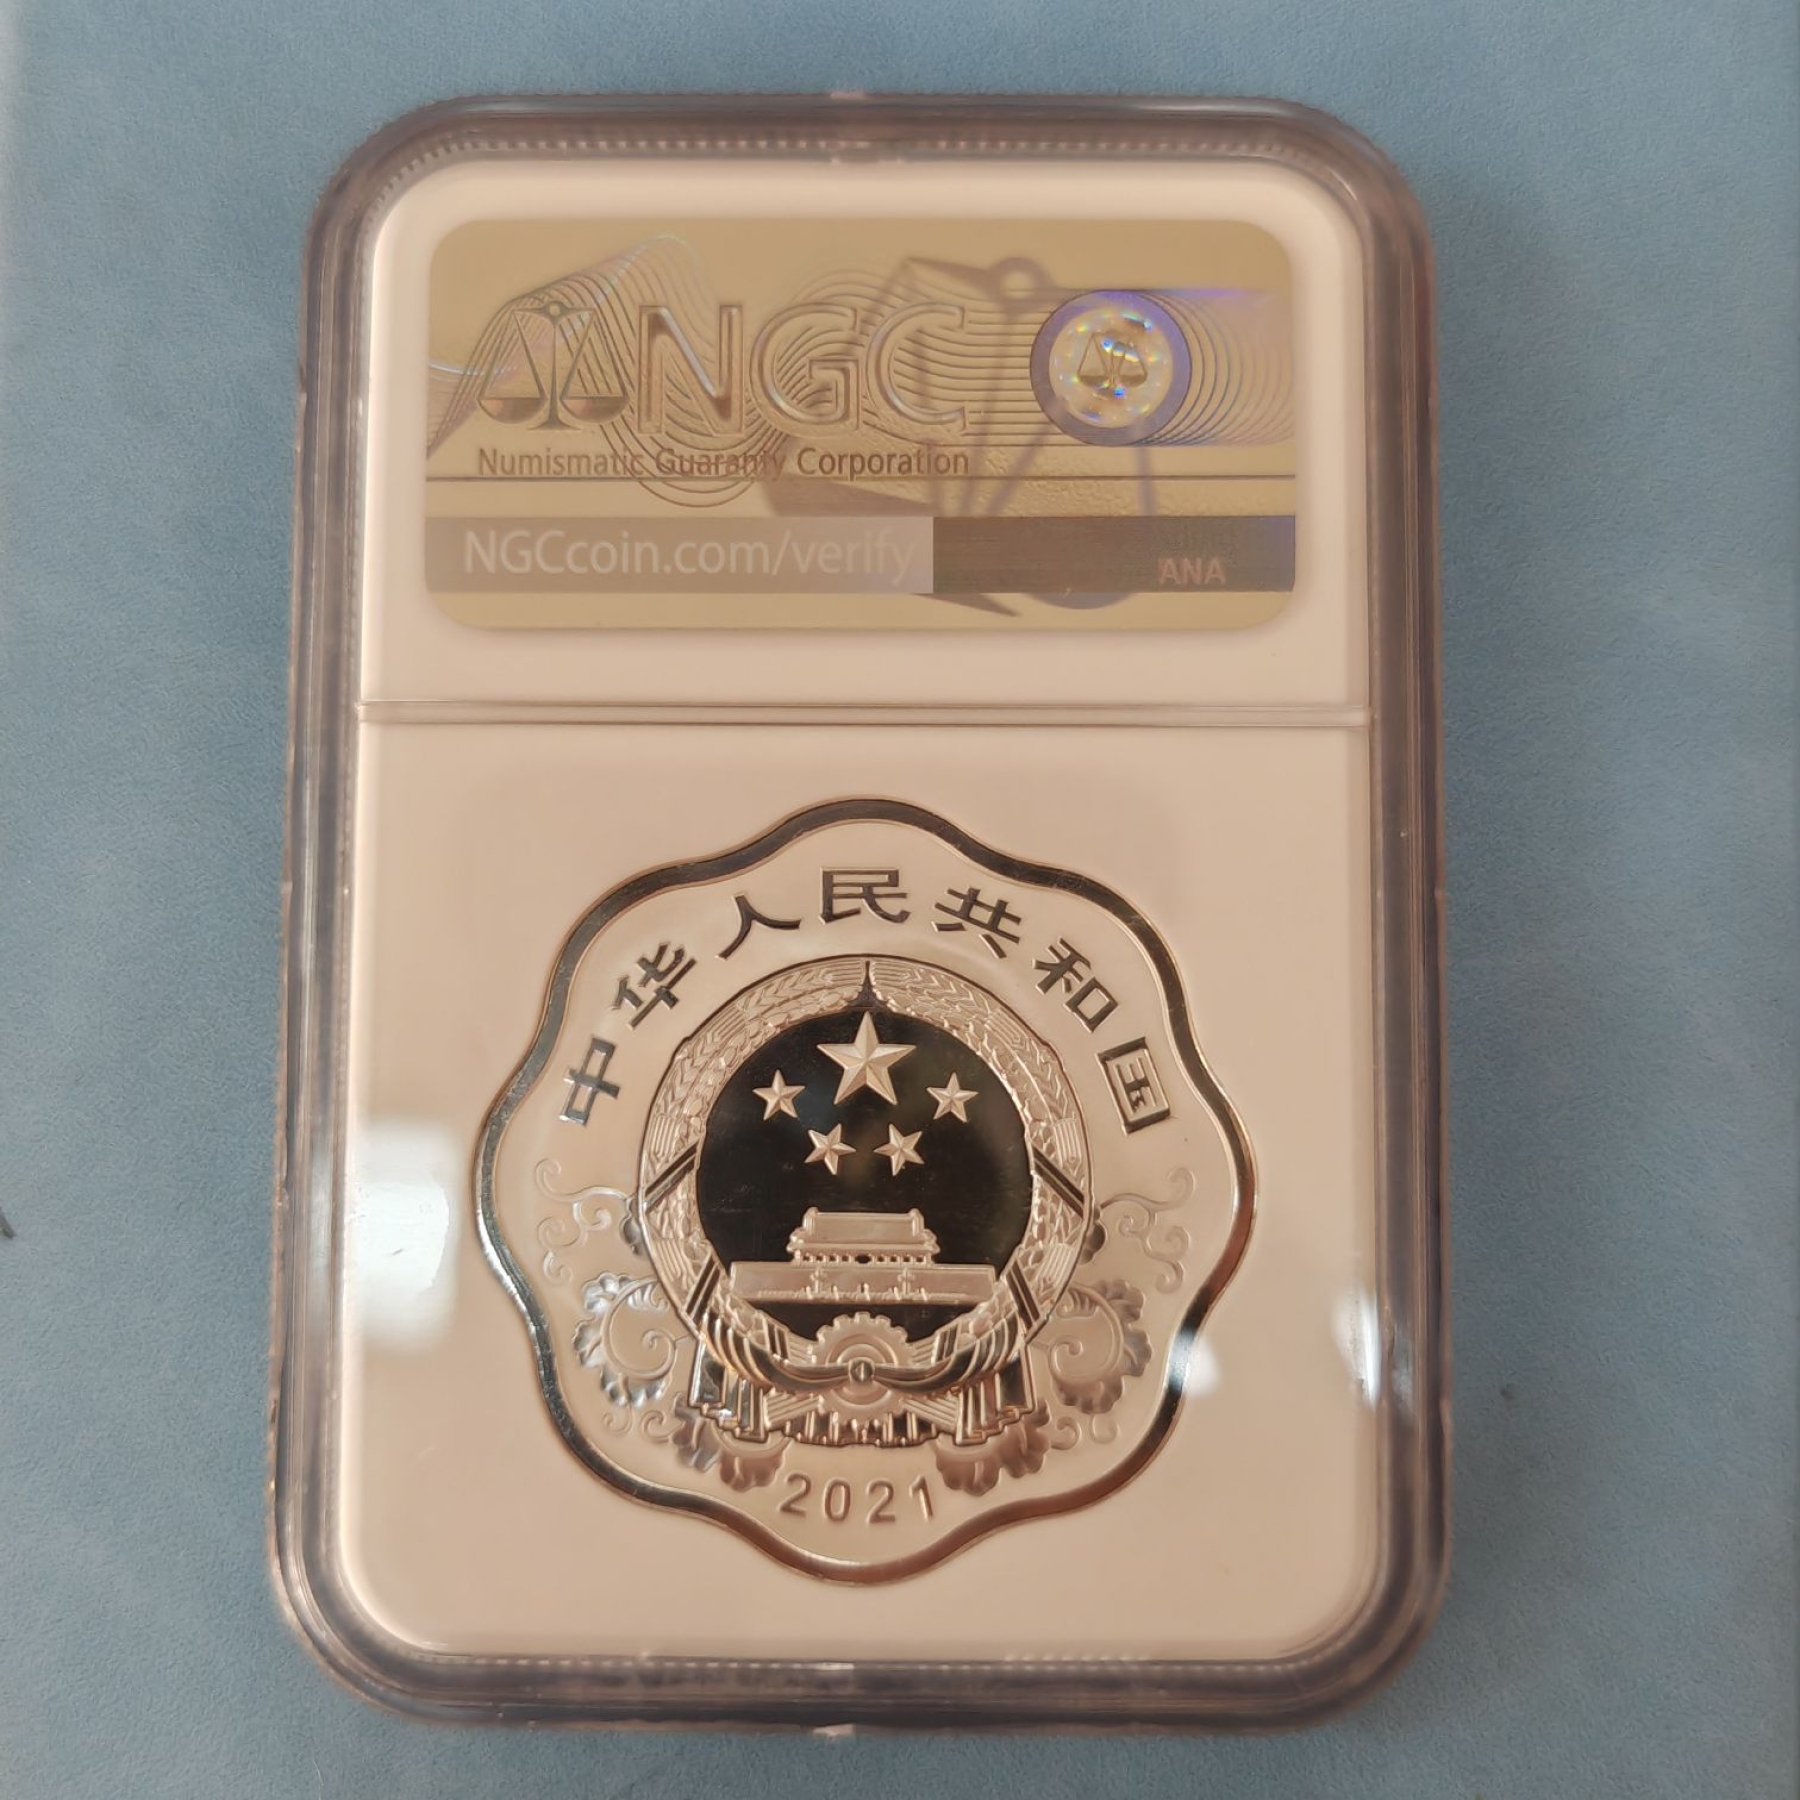 NGC
Numismatic Guaranty Corporation
NGCcoin.com/verify
ANA
中华人民共和国
2021